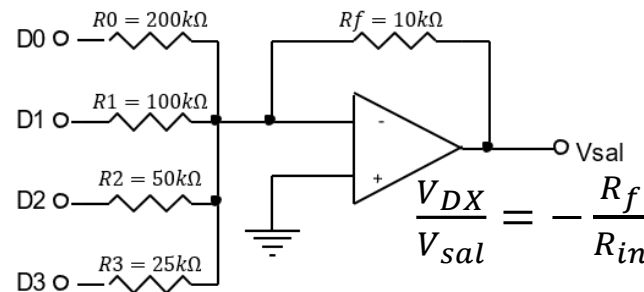 R0 = 200kΩ
Rf = 10kΩ
D0
R1 = 100kΩ
D1
-
Vsal
R2 = 50kΩ
+
D2
V_DX / V_sal = − R_f / R_in
R3 = 25kΩ
D3